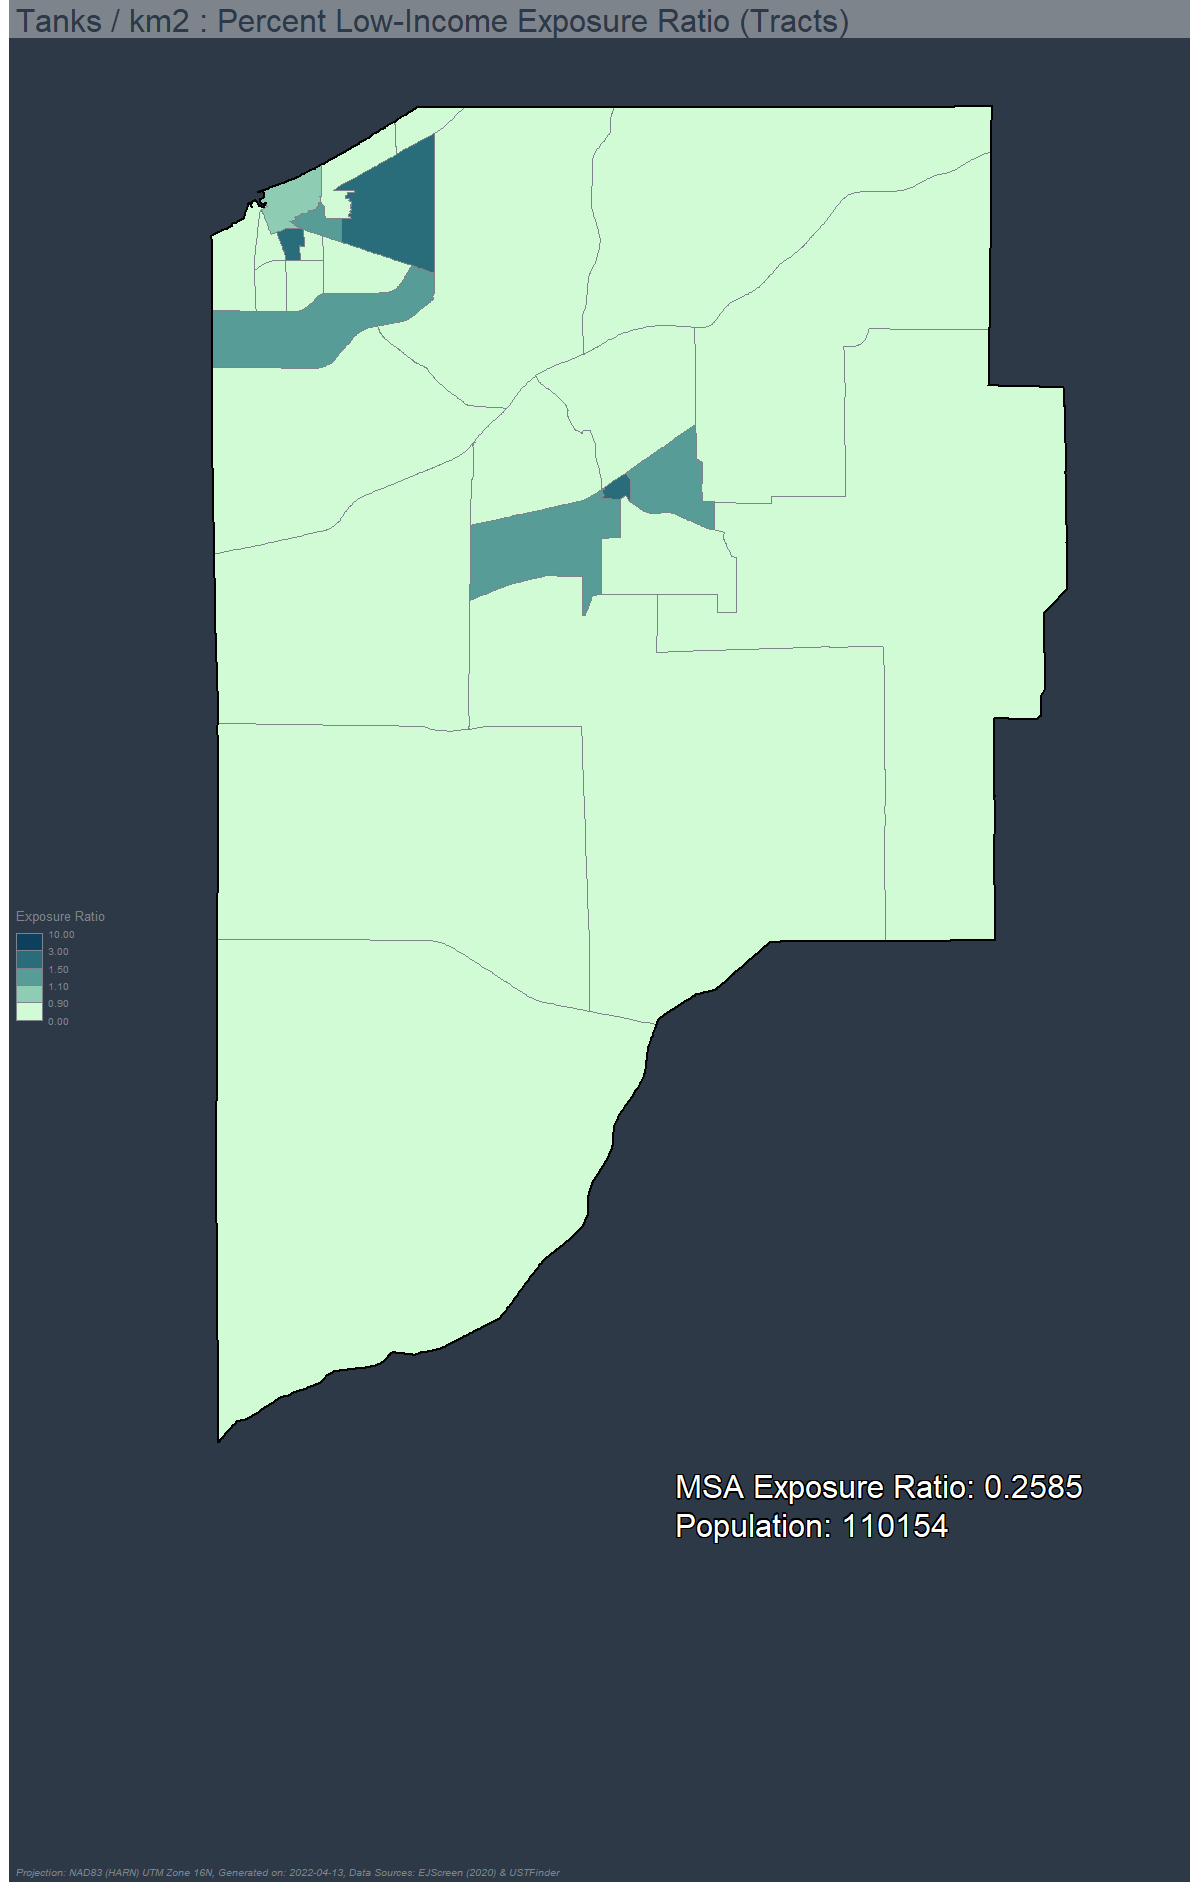 Tanks / km2 : Percent Low-Income Exposure Ratio (Tracts)
Exposure Ratio
10.00
3.00
1.50
1.10
0.90
0.00
MSA Exposure Ratio: 0.2585
Population: 110154
Projection: NAD83 (HARN) UTM Zone 16N, Generated on: 2022-04-13, Data Sources: EJScreen (2020) & USTFinder